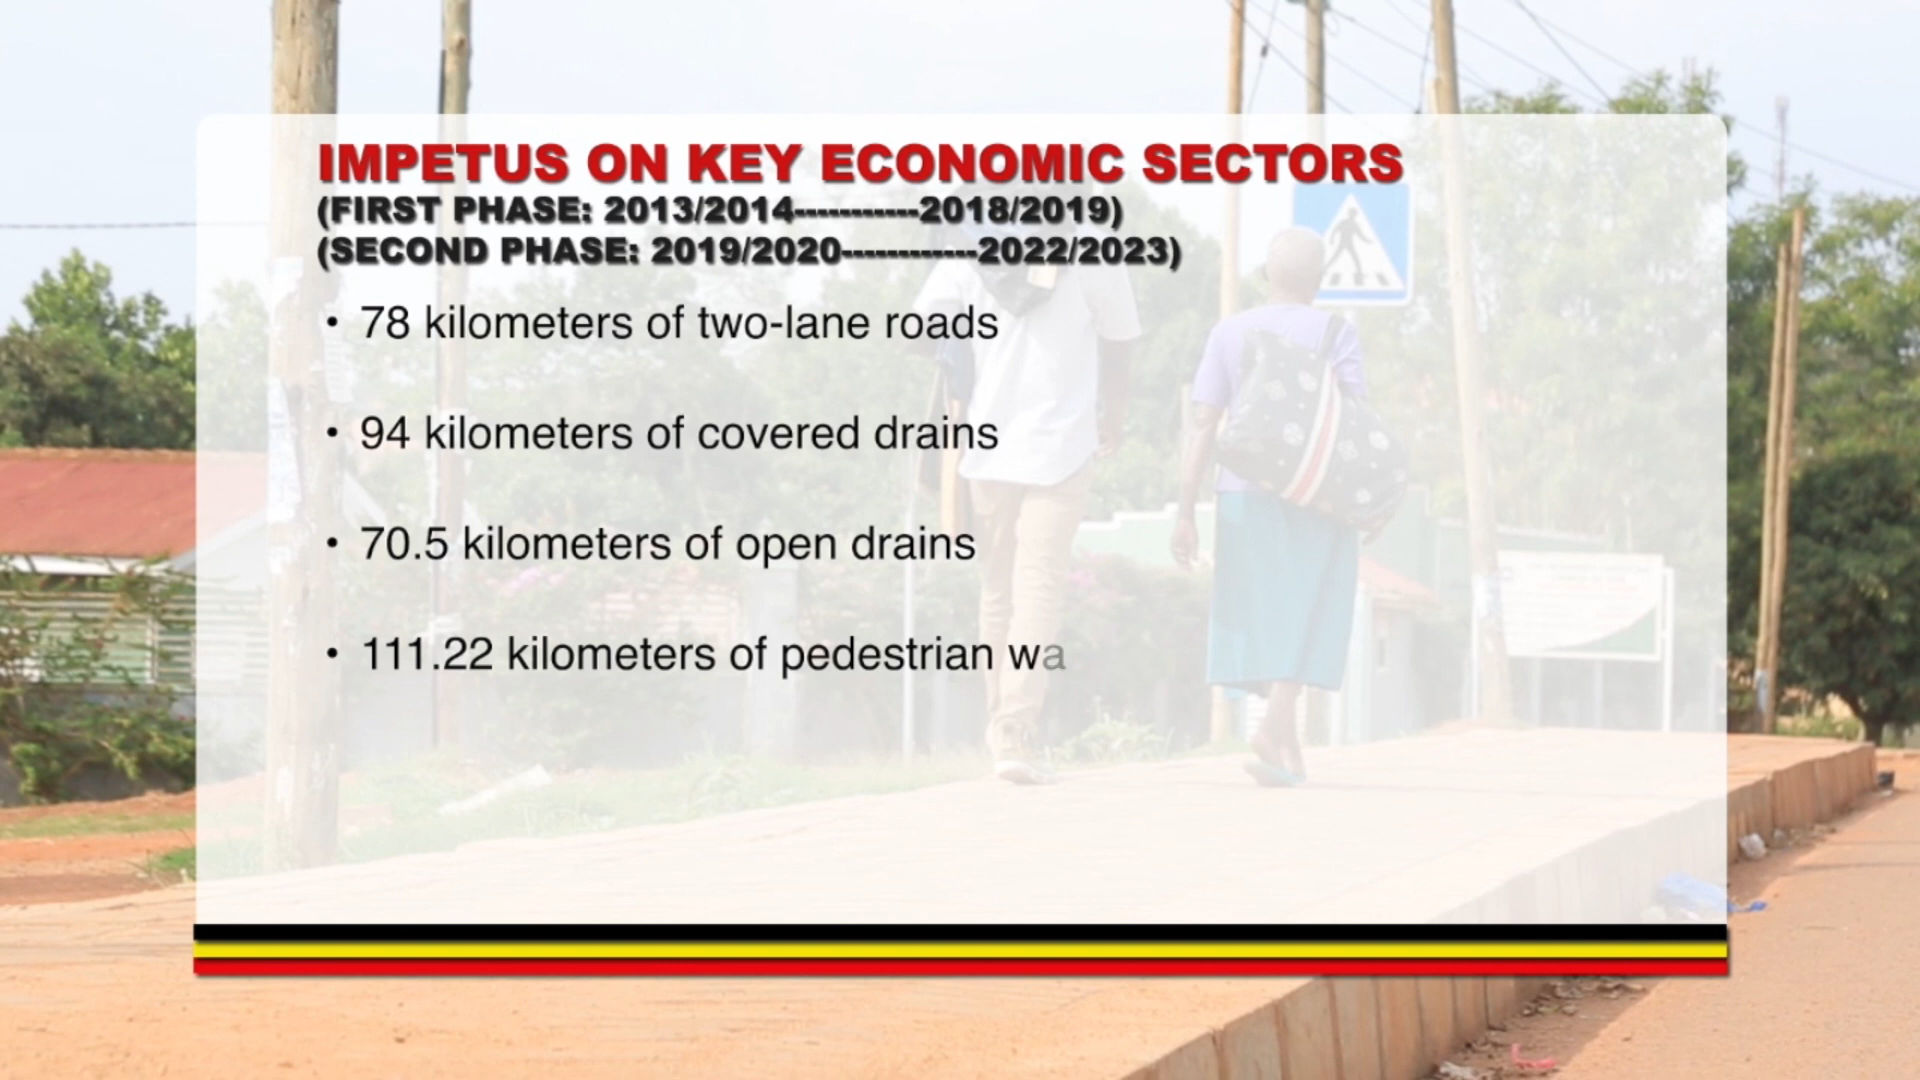 IMPETUS ON KEY ECONOMIC SECTORS
(FIRST PHASE: 2013/2014-----------2018/2019)
(SECOND PHASE: 2019/2020------------2022/2023)
• 78 kilometers of two-lane roads
• 94 kilometers of covered drains
• 70.5 kilometers of open drains
• 111.22 kilometers of pedestrian wa